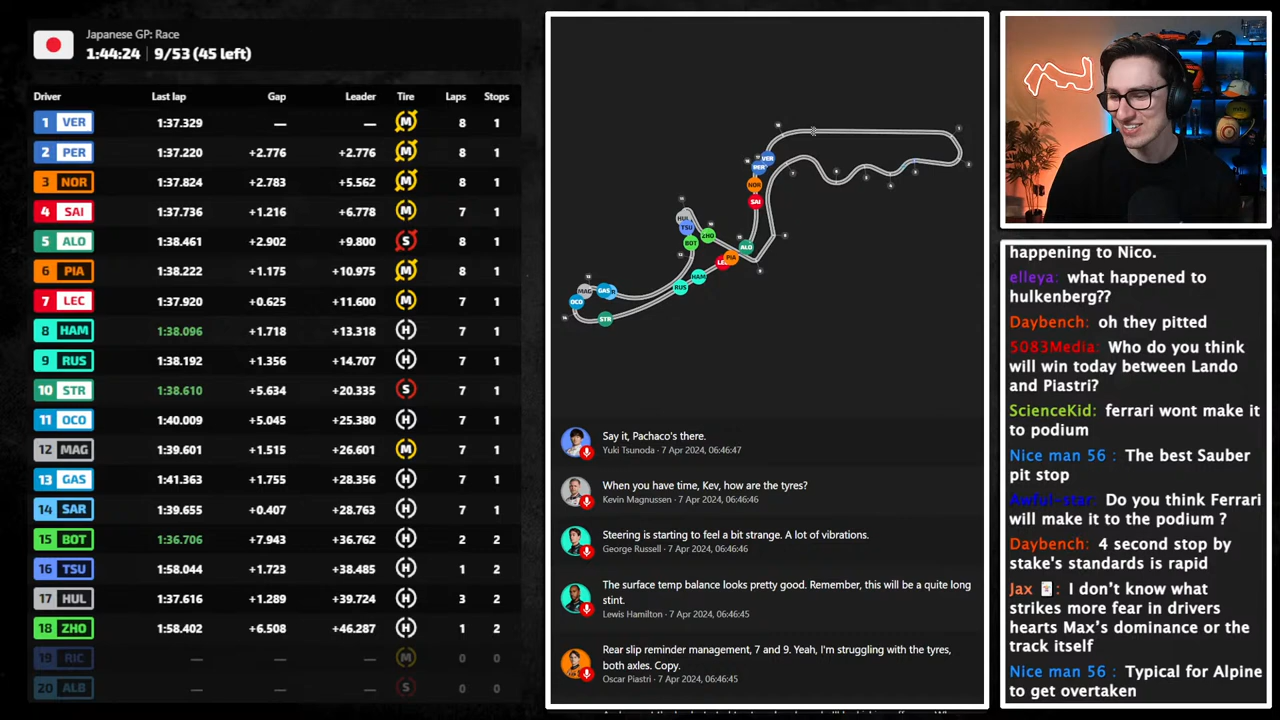 Japanese GP: Race
1:44:24 | 9/53 (45 left)
Driver Last lap Gap Leader Tire Laps Stops
1 VER 1:37.329 — — M 8 1
2 PER 1:37.220 +2.776 +2.776 M 8 1
3 NOR 1:37.824 +2.783 +5.562 M 8 1
4 SAI 1:37.736 +1.216 +6.778 M 7 1
5 ALO 1:38.461 +2.902 +9.800 S 8 1
6 PIA 1:38.222 +1.175 +10.975 M 8 1
7 LEC 1:37.920 +0.625 +11.600 M 7 1
8 HAM 1:38.096 +1.718 +13.318 H 7 1
9 RUS 1:38.192 +1.356 +14.707 H 7 1
10 STR 1:38.610 +5.634 +20.335 S 7 1
11 OCO 1:40.009 +5.045 +25.380 H 7 1
12 MAG 1:39.601 +1.515 +26.601 M 7 1
13 GAS 1:41.363 +1.755 +28.356 H 7 1
14 SAR 1:39.655 +0.407 +28.763 H 7 1
15 BOT 1:36.706 +7.943 +36.762 H 2 2
16 TSU 1:58.044 +1.723 +38.485 H 1 2
17 HUL 1:37.616 +1.289 +39.724 H 3 2
18 ZHO 1:58.402 +6.508 +46.287 H 1 2
19 RIC — — — M 0 0
20 ALB — — — S 0 0
VER
PER
NOR
SAI
HUL
TSU
ZHO
BOT
ALO
PIA
HAM
RUS
MAG
GAS
OCO
STR
Say it, Pachaco's there.
Yuki Tsunoda · 7 Apr 2024, 06:46:47
When you have time, Kev, how are the tyres?
Kevin Magnussen · 7 Apr 2024, 06:46:46
Steering is starting to feel a bit strange. A lot of vibrations.
George Russell · 7 Apr 2024, 06:46:46
The surface temp balance looks pretty good. Remember, this will be a quite long
stint.
Lewis Hamilton · 7 Apr 2024, 06:46:45
Rear slip reminder management, 7 and 9. Yeah, I'm struggling with the tyres,
both axles. Copy.
Oscar Piastri · 7 Apr 2024, 06:46:45
happening to Nico.
elleya: what happened to
hulkenberg??
Daybench: oh they pitted
5083Media: Who do you think
will win today between Lando
and Piastri?
ScienceKid: ferrari wont make it
to podium
Nice man 56 : The best Sauber
pit stop
Awful-star: Do you think Ferrari
will make it to the podium ?
Daybench: 4 second stop by
stake's standards is rapid
Jax 🃏: I don't know what
strikes more fear in drivers
hearts Max's dominance or the
track itself
Nice man 56 : Typical for Alpine
to get overtaken